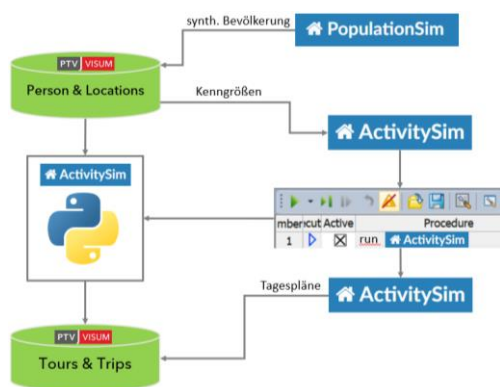 synth. Bevölkerung
PopulationSim
PTV VISUM
Person & Locations
Kenngrößen
ActivitySim
ActivitySim
mber cut Active Procedure
1 run ActivitySim
Tagespläne
ActivitySim
PTV VISUM
Tours & Trips